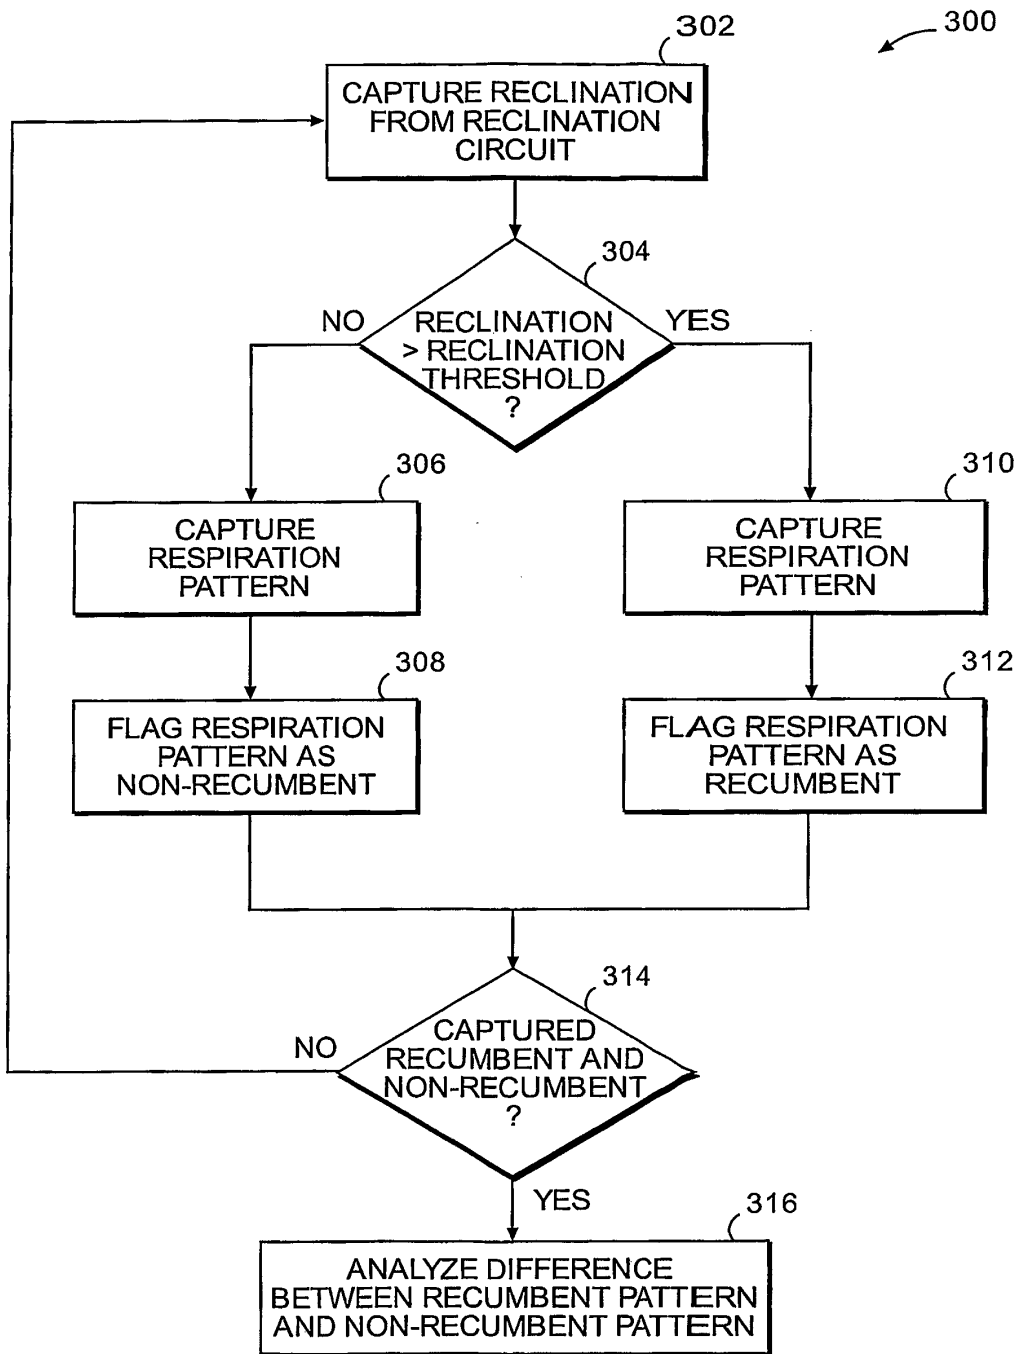 300
302
CAPTURE RECLINATION
FROM RECLINATION
CIRCUIT
304
NO
YES
RECLINATION
> RECLINATION
THRESHOLD
?
306
CAPTURE
RESPIRATION
PATTERN
310
CAPTURE
RESPIRATION
PATTERN
308
FLAG RESPIRATION
PATTERN AS
NON-RECUMBENT
312
FLAG RESPIRATION
PATTERN AS
RECUMBENT
314
NO
CAPTURED
RECUMBENT AND
NON-RECUMBENT
?
YES
316
ANALYZE DIFFERENCE
BETWEEN RECUMBENT PATTERN
AND NON-RECUMBENT PATTERN